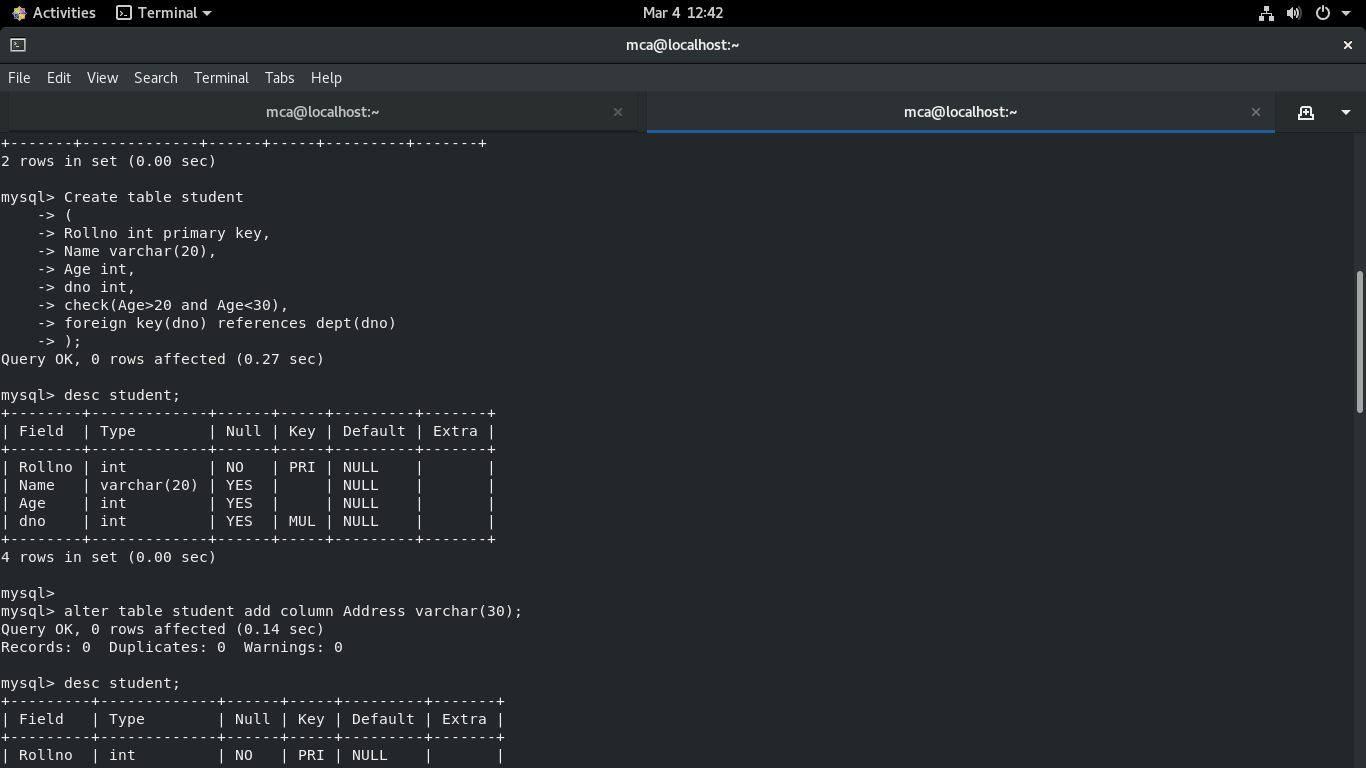 Activities Terminal Mar 4 12:42
mca@localhost:~
File Edit View Search Terminal Tabs Help
mca@localhost:~ mca@localhost:~
+-------+-------------+------+-----+---------+-------+
2 rows in set (0.00 sec)
mysql> Create table student
    -> (
    -> Rollno int primary key,
    -> Name varchar(20),
    -> Age int,
    -> dno int,
    -> check(Age>20 and Age<30),
    -> foreign key(dno) references dept(dno)
    -> );
Query OK, 0 rows affected (0.27 sec)
mysql> desc student;
+--------+-------------+------+-----+---------+-------+
| Field  | Type        | Null | Key | Default | Extra |
+--------+-------------+------+-----+---------+-------+
| Rollno | int         | NO   | PRI | NULL    |       |
| Name   | varchar(20) | YES  |     | NULL    |       |
| Age    | int         | YES  |     | NULL    |       |
| dno    | int         | YES  | MUL | NULL    |       |
+--------+-------------+------+-----+---------+-------+
4 rows in set (0.00 sec)
mysql>
mysql> alter table student add column Address varchar(30);
Query OK, 0 rows affected (0.14 sec)
Records: 0  Duplicates: 0  Warnings: 0
mysql> desc student;
+---------+-------------+------+-----+---------+-------+
| Field   | Type        | Null | Key | Default | Extra |
+---------+-------------+------+-----+---------+-------+
| Rollno  | int         | NO   | PRI | NULL    |       |